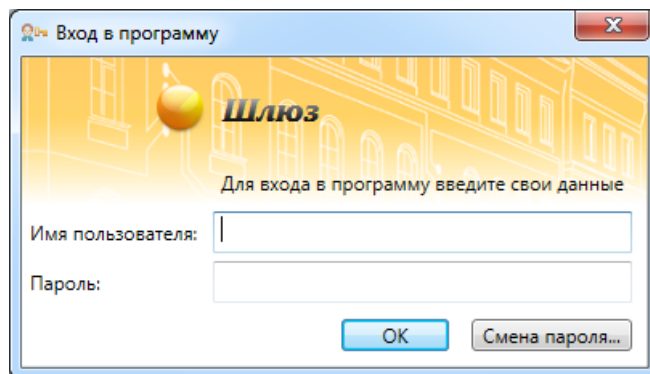 Вход в программу
Шлюз
Для входа в программу введите свои данные
Имя пользователя:
Пароль:
OK
Смена пароля...